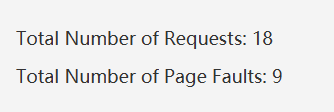 Total Number of Requests: 18
Total Number of Page Faults: 9